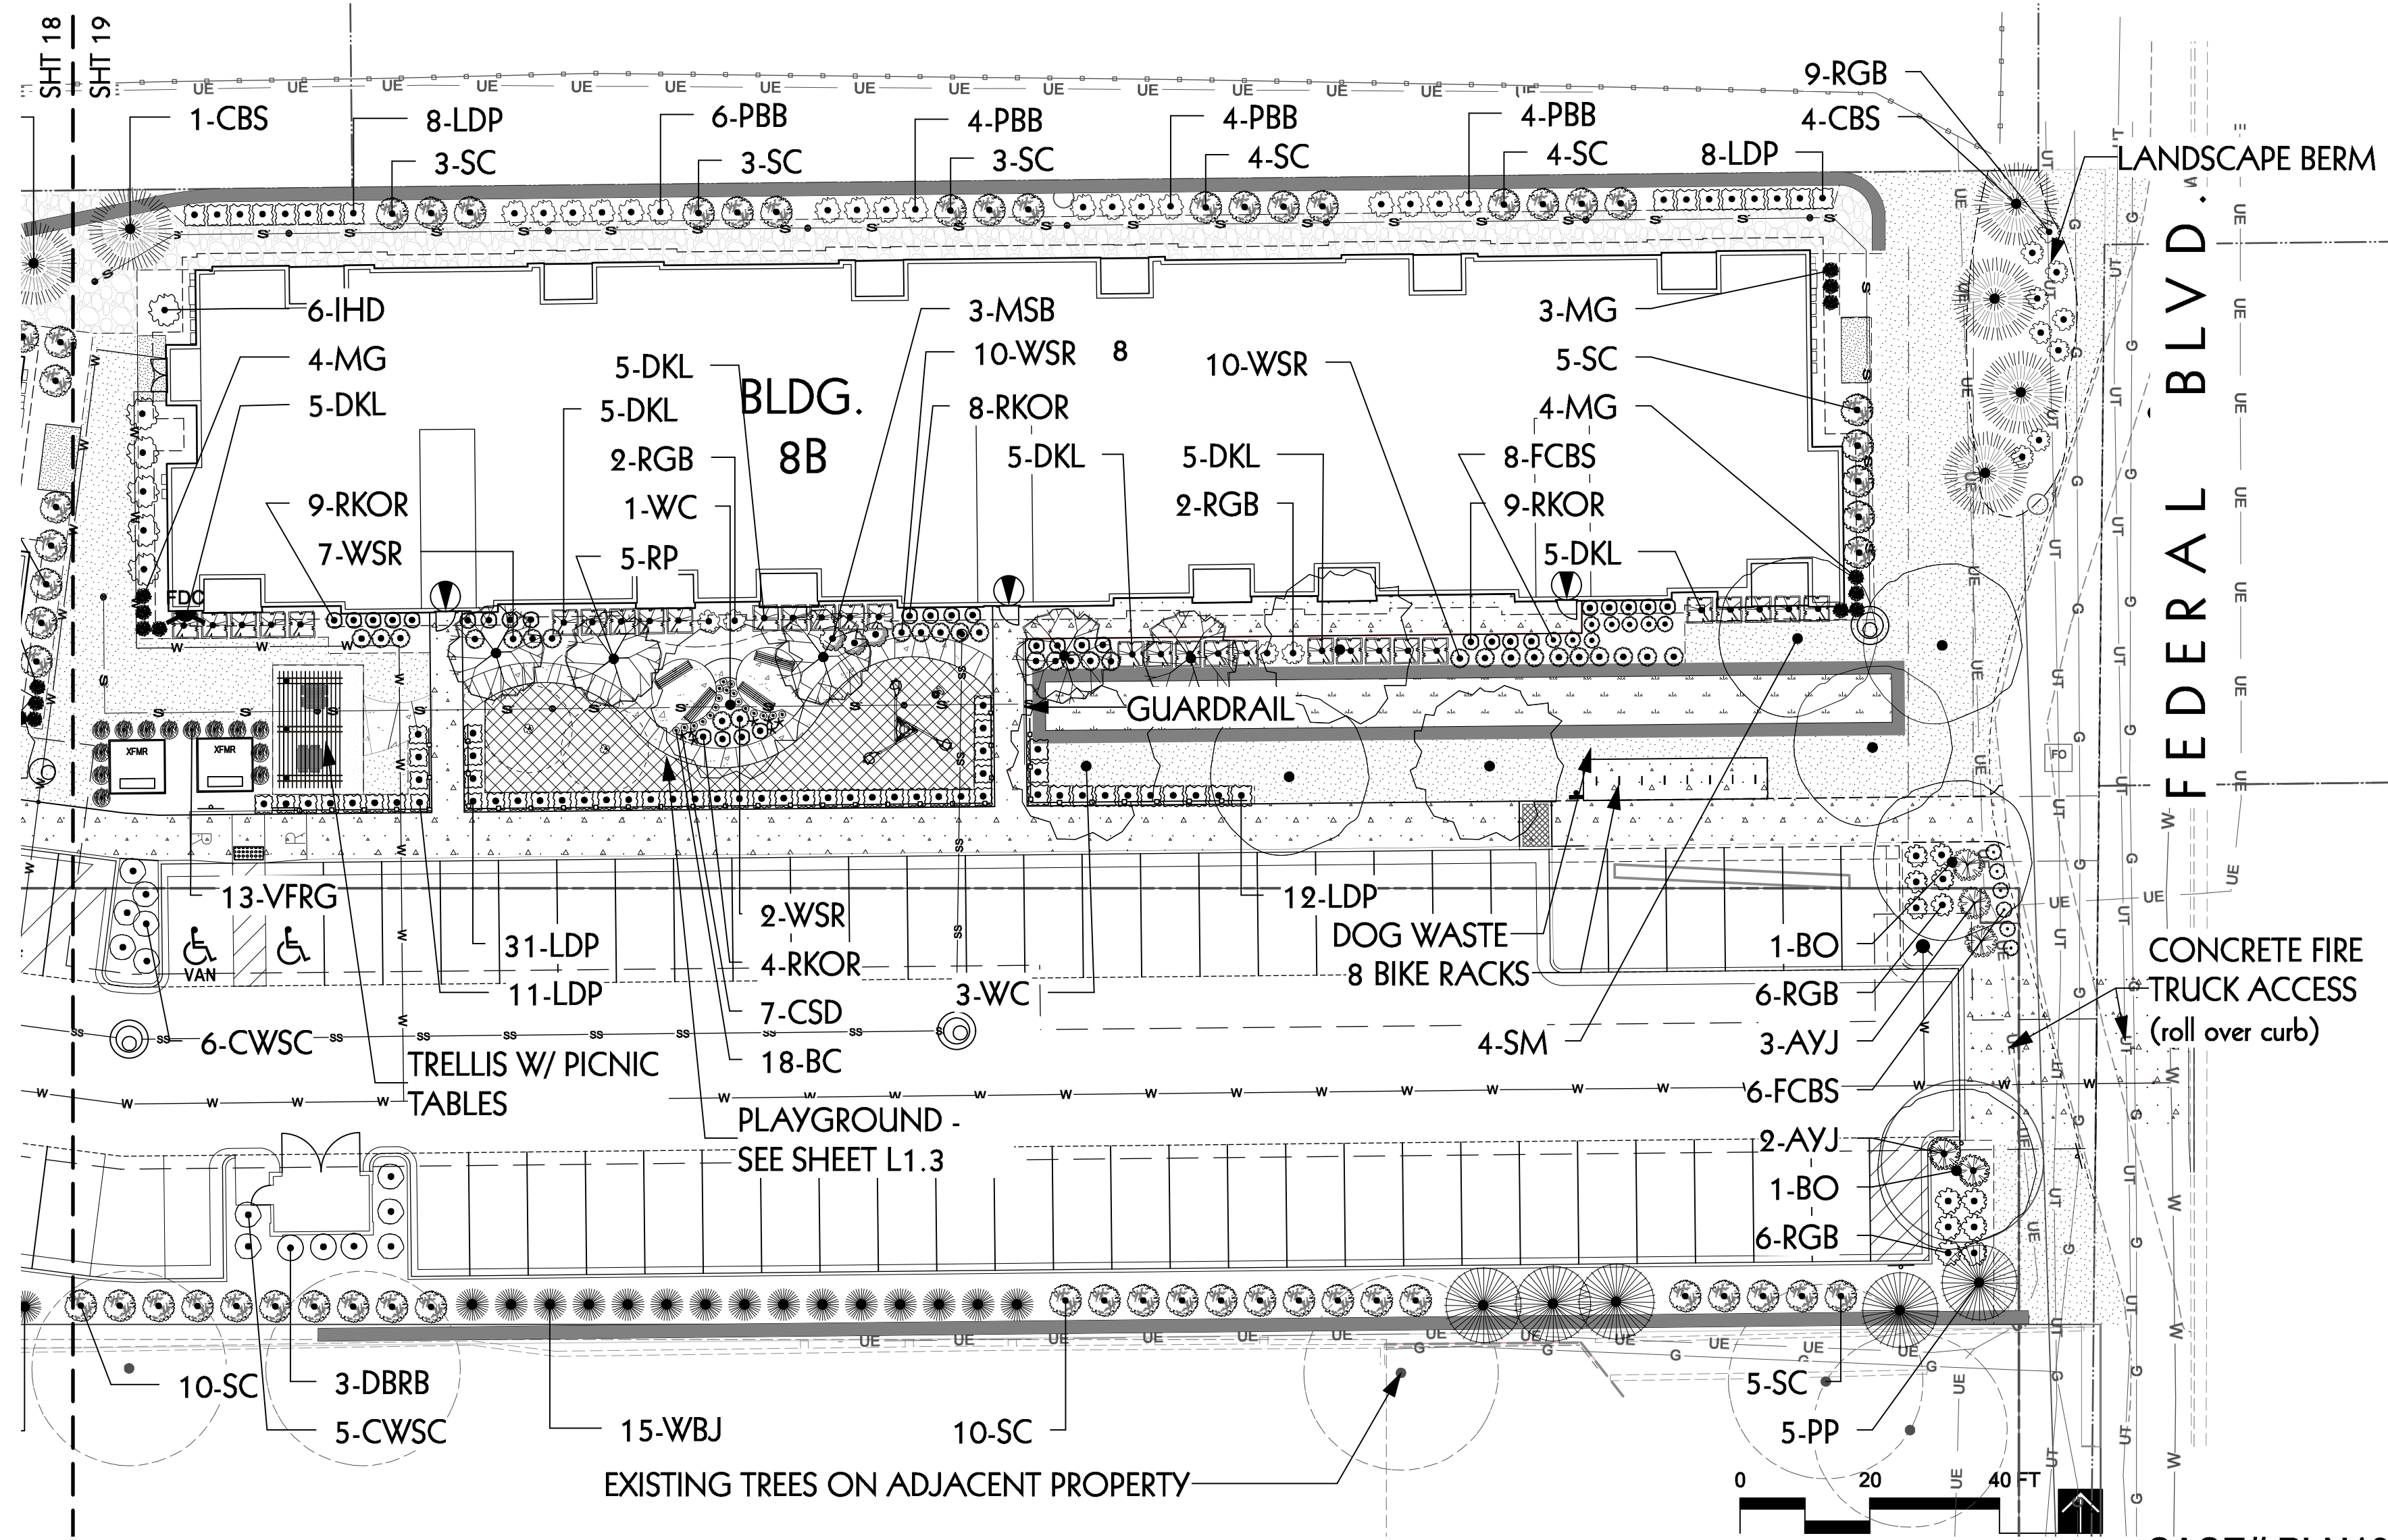 SHT 18
SHT 19
9-RGB
1-CBS
8-LDP
6-PBB
4-PBB
4-PBB
4-PBB
4-CBS
3-SC
3-SC
3-SC
4-SC
4-SC
8-LDP
LANDSCAPE BERM
6-IHD
3-MSB
3-MG
4-MG
5-DKL
10-WSR
8
10-WSR
5-SC
5-DKL
5-DKL
BLDG.
8B
8-RKOR
4-MG
2-RGB
5-DKL
5-DKL
8-FCBS
9-RKOR
1-WC
2-RGB
9-RKOR
7-WSR
5-RP
5-DKL
FDC
FEDERAL BLVD.
GUARDRAIL
XFMR
XFMR
FO
13-VFRG
2-WSR
12-LDP
VAN
31-LDP
DOG WASTE
1-BO
CONCRETE FIRE
TRUCK ACCESS
(roll over curb)
4-RKOR
8 BIKE RACKS
11-LDP
3-WC
6-RGB
7-CSD
6-CWSC
4-SM
3-AYJ
TRELLIS W/ PICNIC
TABLES
18-BC
6-FCBS
PLAYGROUND -
SEE SHEET L1.3
2-AYJ
1-BO
6-RGB
10-SC
3-DBRB
5-SC
5-CWSC
15-WBJ
10-SC
5-PP
EXISTING TREES ON ADJACENT PROPERTY
0 20 40 FT